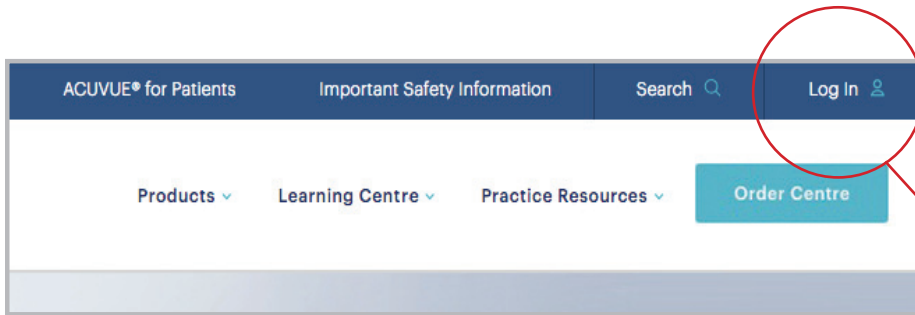 ACUVUE® for Patients Important Safety Information Search Log In
Products Learning Centre Practice Resources Order Centre